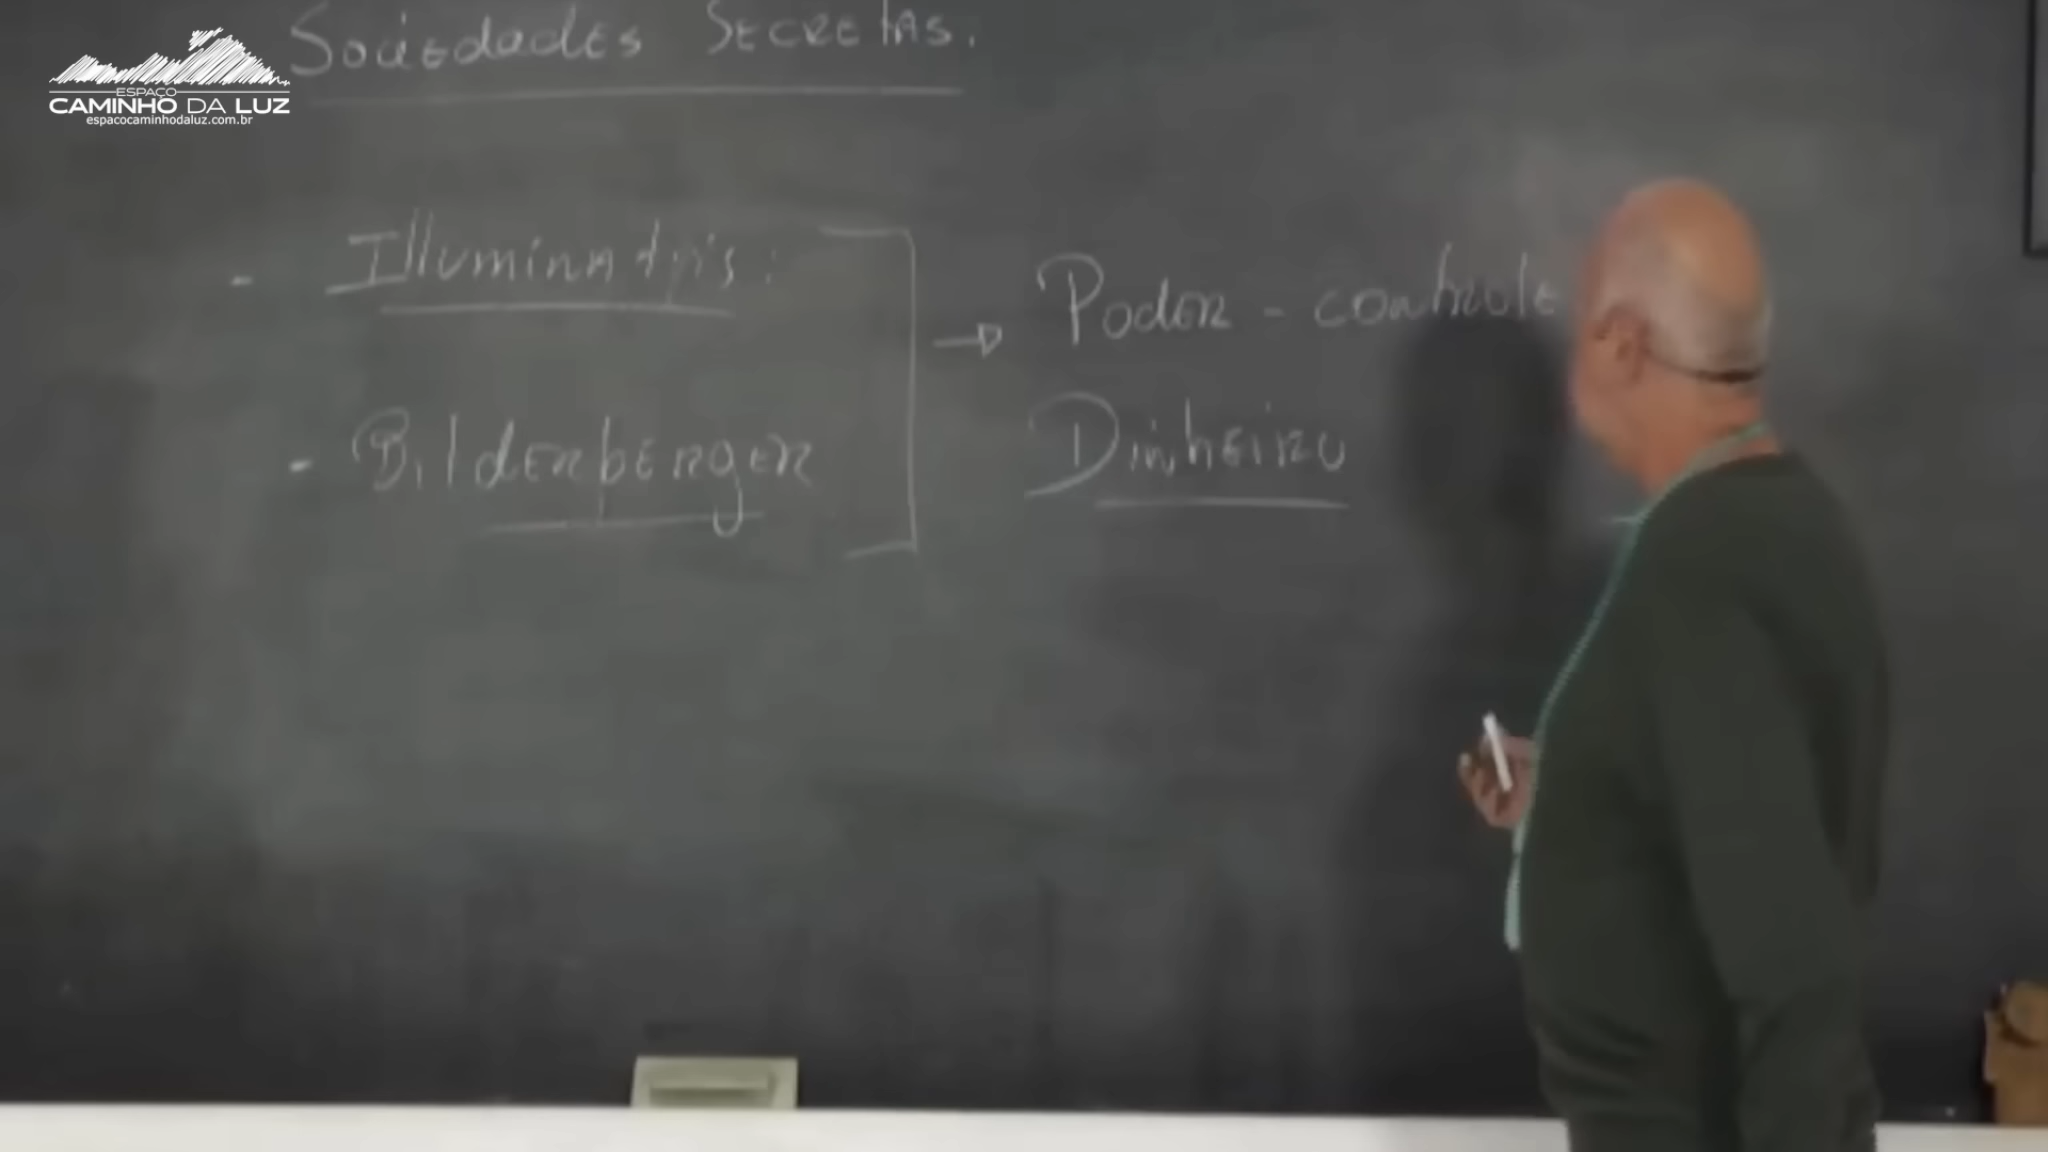 Sociedades Secretas.
ESPAÇO
CAMINHO DA LUZ
espacocaminhodaluz.com.br
- Illuminatis:
→ Poder - controle
- Bilderberger
Dinheiro